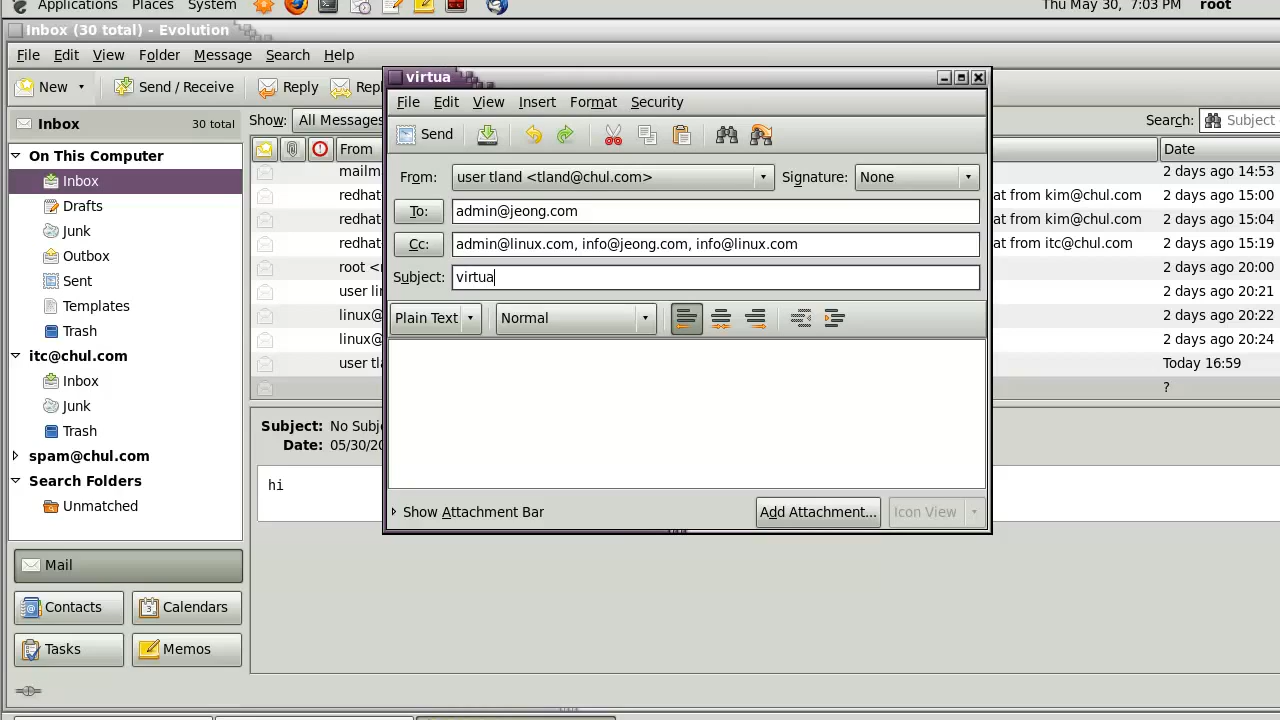 Applications Places System Thu May 30, 7:03 PM root
Inbox (30 total) - Evolution
File Edit View Folder Message Search Help
New Send / Receive Reply
Inbox 30 total
Show: All Messages Search: Subject
From Date
On This Computer
Inbox
Drafts
Junk
Outbox
Sent
Templates
Trash
itc@chul.com
Inbox
Junk
Trash
spam@chul.com
Search Folders
Unmatched
Mail
Contacts Calendars
Tasks Memos
mailm 2 days ago 14:53
redhat at from kim@chul.com 2 days ago 15:00
redhat at from kim@chul.com 2 days ago 15:04
redhat at from itc@chul.com 2 days ago 15:19
root < 2 days ago 20:00
user lin 2 days ago 20:21
linux@ 2 days ago 20:22
linux@ 2 days ago 20:24
user tl Today 16:59
?
Subject: No Subj
Date: 05/30/20
hi
virtua
File Edit View Insert Format Security
Send
From: user tland <tland@chul.com> Signature: None
To: admin@jeong.com
Cc: admin@linux.com, info@jeong.com, info@linux.com
Subject: virtua
Plain Text Normal
Show Attachment Bar Add Attachment... Icon View